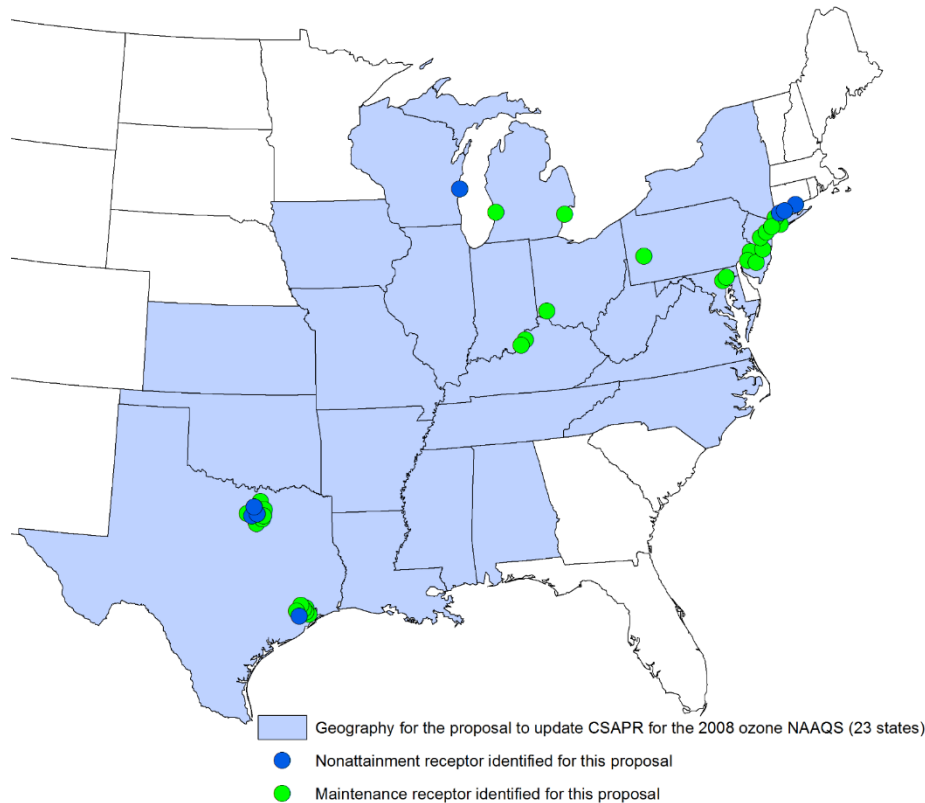 Geography for the proposal to update CSAPR for the 2008 ozone NAAQS (23 states)
Nonattainment receptor identified for this proposal
Maintenance receptor identified for this proposal